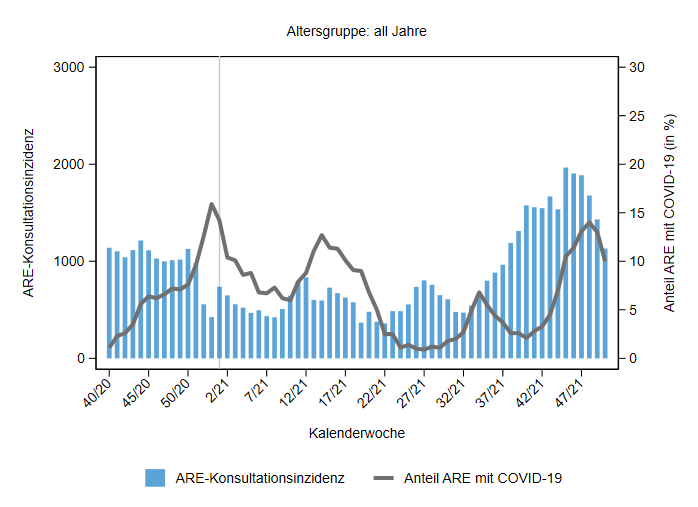 Altersgruppe: all Jahre
ARE-Konsultationsinzidenz
3000
2000
1000
0
Anteil ARE mit COVID-19 (in %)
30
25
20
15
10
5
0
40/20 45/20 50/20 2/21 7/21 12/21 17/21 22/21 27/21 32/21 37/21 42/21 47/21
Kalenderwoche
ARE-Konsultationsinzidenz Anteil ARE mit COVID-19